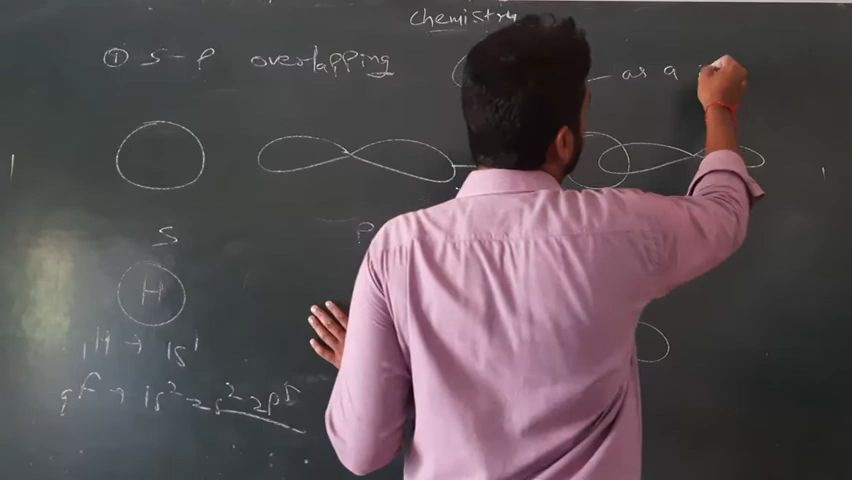 Chemistry
① S-P overlapping
as a
S
P
H
₁H → 1s¹
₉F → 1s² 2s² 2p⁵